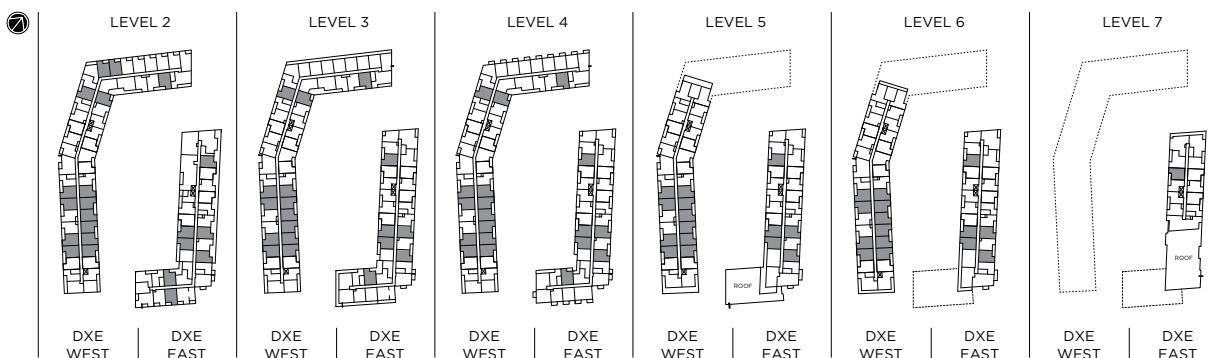 LEVEL 2
LEVEL 3
LEVEL 4
LEVEL 5
LEVEL 6
LEVEL 7
ROOF
ROOF
DXE
WEST
DXE
EAST
DXE
WEST
DXE
EAST
DXE
WEST
DXE
EAST
DXE
WEST
DXE
EAST
DXE
WEST
DXE
EAST
DXE
WEST
DXE
EAST